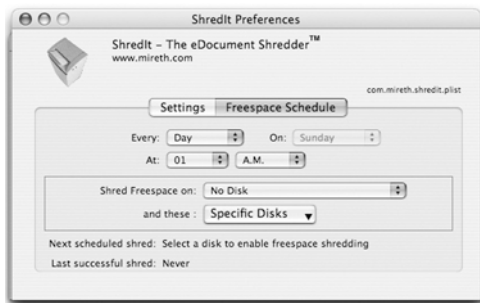 ShredIt Preferences
ShredIt - The eDocument Shredder™
www.mireth.com
com.mireth.shredit.plist
Settings Freespace Schedule
Every: Day On: Sunday
At: 01 A.M.
Shred Freespace on: No Disk
and these : Specific Disks
Next scheduled shred: Select a disk to enable freespace shredding
Last successful shred: Never